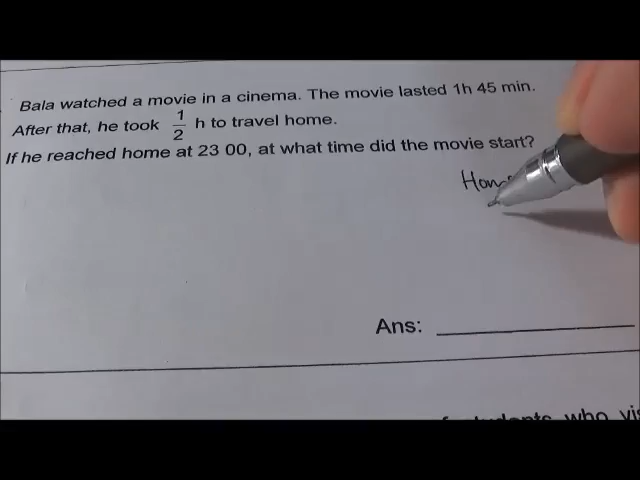 Bala watched a movie in a cinema. The movie lasted 1h 45 min.
After that, he took 1/2 h to travel home.
If he reached home at 23 00, at what time did the movie start?
Ans:
who